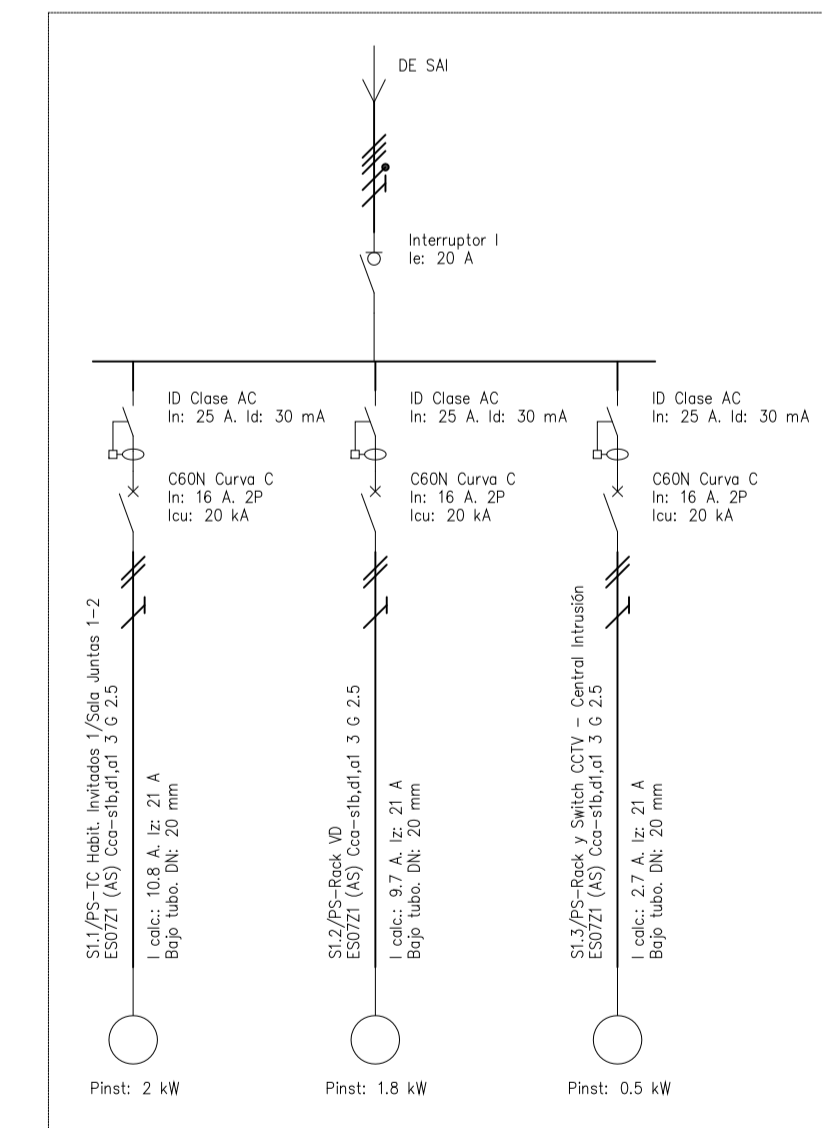 DE SAI
Interruptor I
Ie: 20 A
ID Clase AC
In: 25 A. Id: 30 mA
C60N Curva C
In: 16 A. 2P
Icu: 20 kA
S1.1/PS-TC Habit. Invitados 1/Sala Juntas 1-2
ES07Z1 (AS) Cca-s1b,d1,a1 3 G 2.5
I calc.: 10.8 A. Iz: 21 A
Bajo tubo. DN: 20 mm
Pinst: 2 kW
ID Clase AC
In: 25 A. Id: 30 mA
C60N Curva C
In: 16 A. 2P
Icu: 20 kA
S1.2/PS-Rack VD
ES07Z1 (AS) Cca-s1b,d1,a1 3 G 2.5
I calc.: 9.7 A. Iz: 21 A
Bajo tubo. DN: 20 mm
Pinst: 1.8 kW
ID Clase AC
In: 25 A. Id: 30 mA
C60N Curva C
In: 16 A. 2P
Icu: 20 kA
S1.3/PS-Rack y Switch CCTV - Central Intrusión
ES07Z1 (AS) Cca-s1b,d1,a1 3 G 2.5
I calc.: 2.7 A. Iz: 21 A
Bajo tubo. DN: 20 mm
Pinst: 0.5 kW